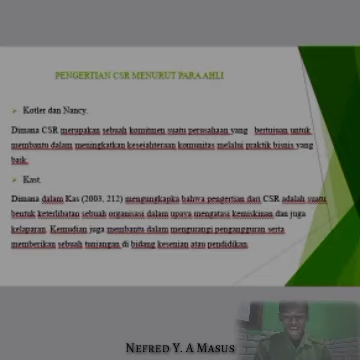 PENGERTIAN CSR MENURUT PARA AHLI
Kotler dan Nancy.
Dimana CSR merupakan sebuah komitmen suatu perusahaan yang bertujuan untuk
membantu dalam meningkatkan kesejahteraan komunitas melalui praktik bisnis yang
baik.
Kast.
Dimana dalam Kas (2003, 212) mengungkapka bahwa pengertian dari CSR adalah suatu
bentuk keterlibatan sebuah organisasi dalam upaya mengatasi kemiskinan dan juga
kelaparan. Kemudian juga membantu dalam mengurangi pengangguran serta
memberikan sebuah tunjangan di bidang kesenian atau pendidikan.
NEFRED Y. A MASUS